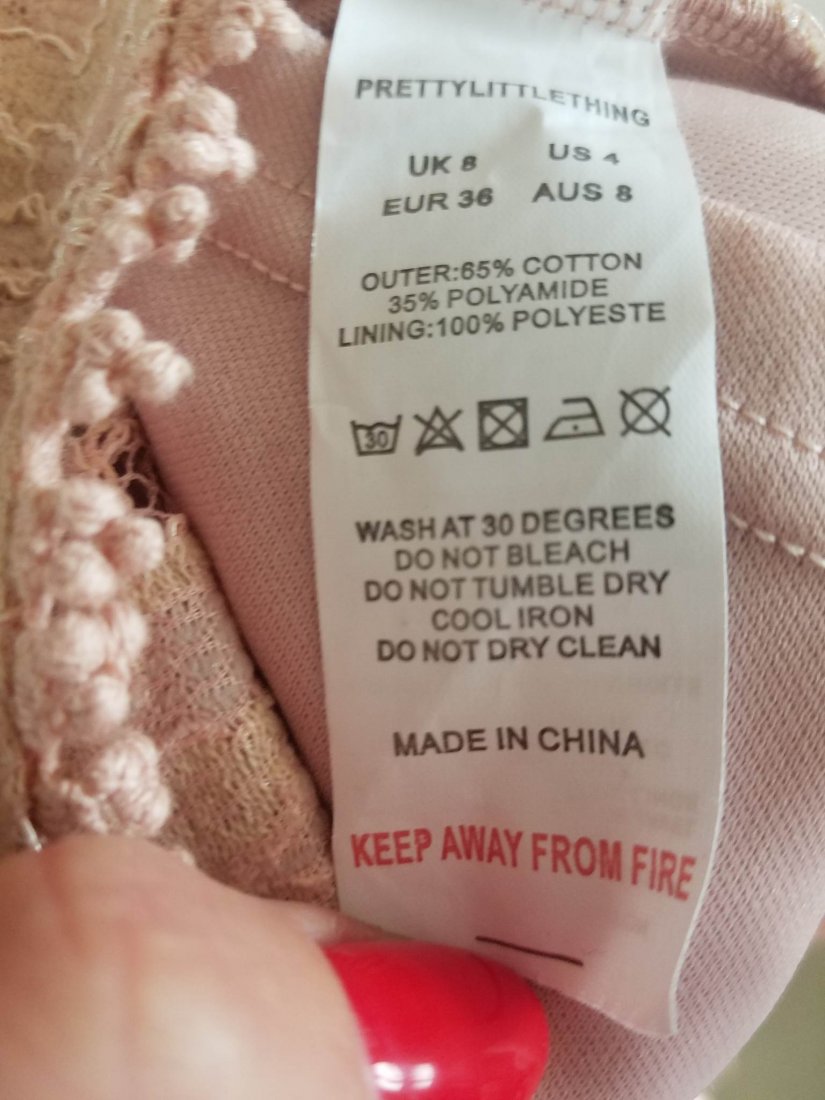 PRETTYLITTLETHING
UK 8 US 4
EUR 36 AUS 8
OUTER:65% COTTON
35% POLYAMIDE
LINING:100% POLYESTE
30
WASH AT 30 DEGREES
DO NOT BLEACH
DO NOT TUMBLE DRY
COOL IRON
DO NOT DRY CLEAN
MADE IN CHINA
KEEP AWAY FROM FIRE